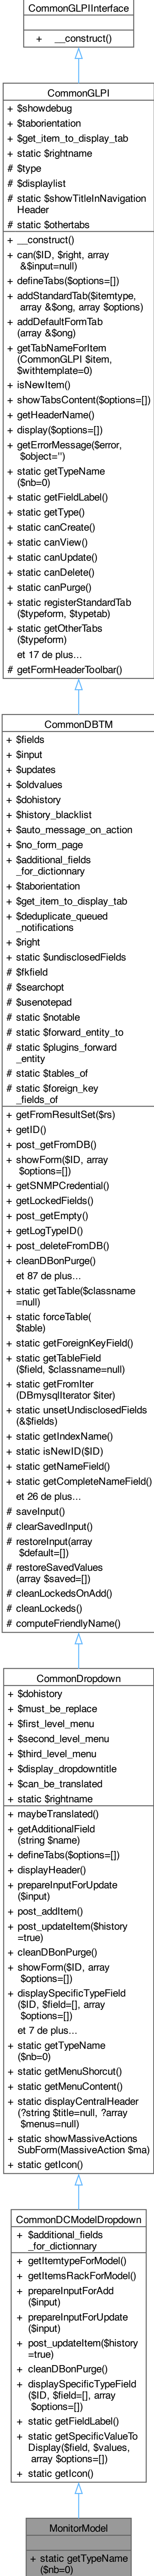 CommonGLPIInterface
+ __construct()
CommonGLPI
+ $showdebug
+ $taborientation
+ $get_item_to_display_tab
+ static $rightname
# $type
# $displaylist
# static $showTitleInNavigation
Header
# static $othertabs
+ __construct()
+ can($ID, $right, array
&$input=null)
+ defineTabs($options=[])
+ addStandardTab($itemtype,
array &$ong, array $options)
+ addDefaultFormTab
(array &$ong)
+ getTabNameForItem
(CommonGLPI $item,
$withtemplate=0)
+ isNewItem()
+ showTabsContent($options=[])
+ getHeaderName()
+ display($options=[])
+ getErrorMessage($error,
$object='')
+ static getTypeName
($nb=0)
+ static getFieldLabel()
+ static getType()
+ static canCreate()
+ static canView()
+ static canUpdate()
+ static canDelete()
+ static canPurge()
+ static registerStandardTab
($typeform, $typetab)
+ static getOtherTabs
($typeform)
et 17 de plus...
# getFormHeaderToolbar()
CommonDBTM
+ $fields
+ $input
+ $updates
+ $oldvalues
+ $dohistory
+ $history_blacklist
+ $auto_message_on_action
+ $no_form_page
+ $additional_fields
_for_dictionnary
+ $taborientation
+ $get_item_to_display_tab
+ $deduplicate_queued
_notifications
+ $right
+ static $undisclosedFields
# $fkfield
# $searchopt
# $usenotepad
# static $notable
# static $forward_entity_to
# static $plugins_forward
_entity
# static $tables_of
# static $foreign_key
_fields_of
+ getFromResultSet($rs)
+ getID()
+ post_getFromDB()
+ showForm($ID, array
$options=[])
+ getSNMPCredential()
+ getLockedFields()
+ post_getEmpty()
+ getLogTypeID()
+ post_deleteFromDB()
+ cleanDBonPurge()
et 87 de plus...
+ static getTable($classname
=null)
+ static forceTable(
$table)
+ static getForeignKeyField()
+ static getTableField
($field, $classname=null)
+ static getFromIter
(DBmysqlIterator $iter)
+ static unsetUndisclosedFields
(&$fields)
+ static getIndexName()
+ static isNewID($ID)
+ static getNameField()
+ static getCompleteNameField()
et 26 de plus...
# saveInput()
# clearSavedInput()
# restoreInput(array
$default=[])
# restoreSavedValues
(array $saved=[])
# cleanLockedsOnAdd()
# cleanLockeds()
# computeFriendlyName()
CommonDropdown
+ $dohistory
+ $must_be_replace
+ $first_level_menu
+ $second_level_menu
+ $third_level_menu
+ $display_dropdowntitle
+ $can_be_translated
+ static $rightname
+ maybeTranslated()
+ getAdditionalField
(string $name)
+ defineTabs($options=[])
+ displayHeader()
+ prepareInputForUpdate
($input)
+ post_addItem()
+ post_updateItem($history
=true)
+ cleanDBonPurge()
+ showForm($ID, array
$options=[])
+ displaySpecificTypeField
($ID, $field=[], array
$options=[])
et 7 de plus...
+ static getTypeName
($nb=0)
+ static getMenuShorcut()
+ static getMenuContent()
+ static displayCentralHeader
(?string $title=null, ?array
$menus=null)
+ static showMassiveActions
SubForm(MassiveAction $ma)
+ static getIcon()
CommonDCModelDropdown
+ $additional_fields
_for_dictionnary
+ getItemtypeForModel()
+ getItemsRackForModel()
+ prepareInputForAdd
($input)
+ prepareInputForUpdate
($input)
+ post_updateItem($history
=true)
+ cleanDBonPurge()
+ displaySpecificTypeField
($ID, $field=[], array
$options=[])
+ static getFieldLabel()
+ static getSpecificValueTo
Display($field, $values,
array $options=[])
+ static getIcon()
MonitorModel
+ static getTypeName
($nb=0)